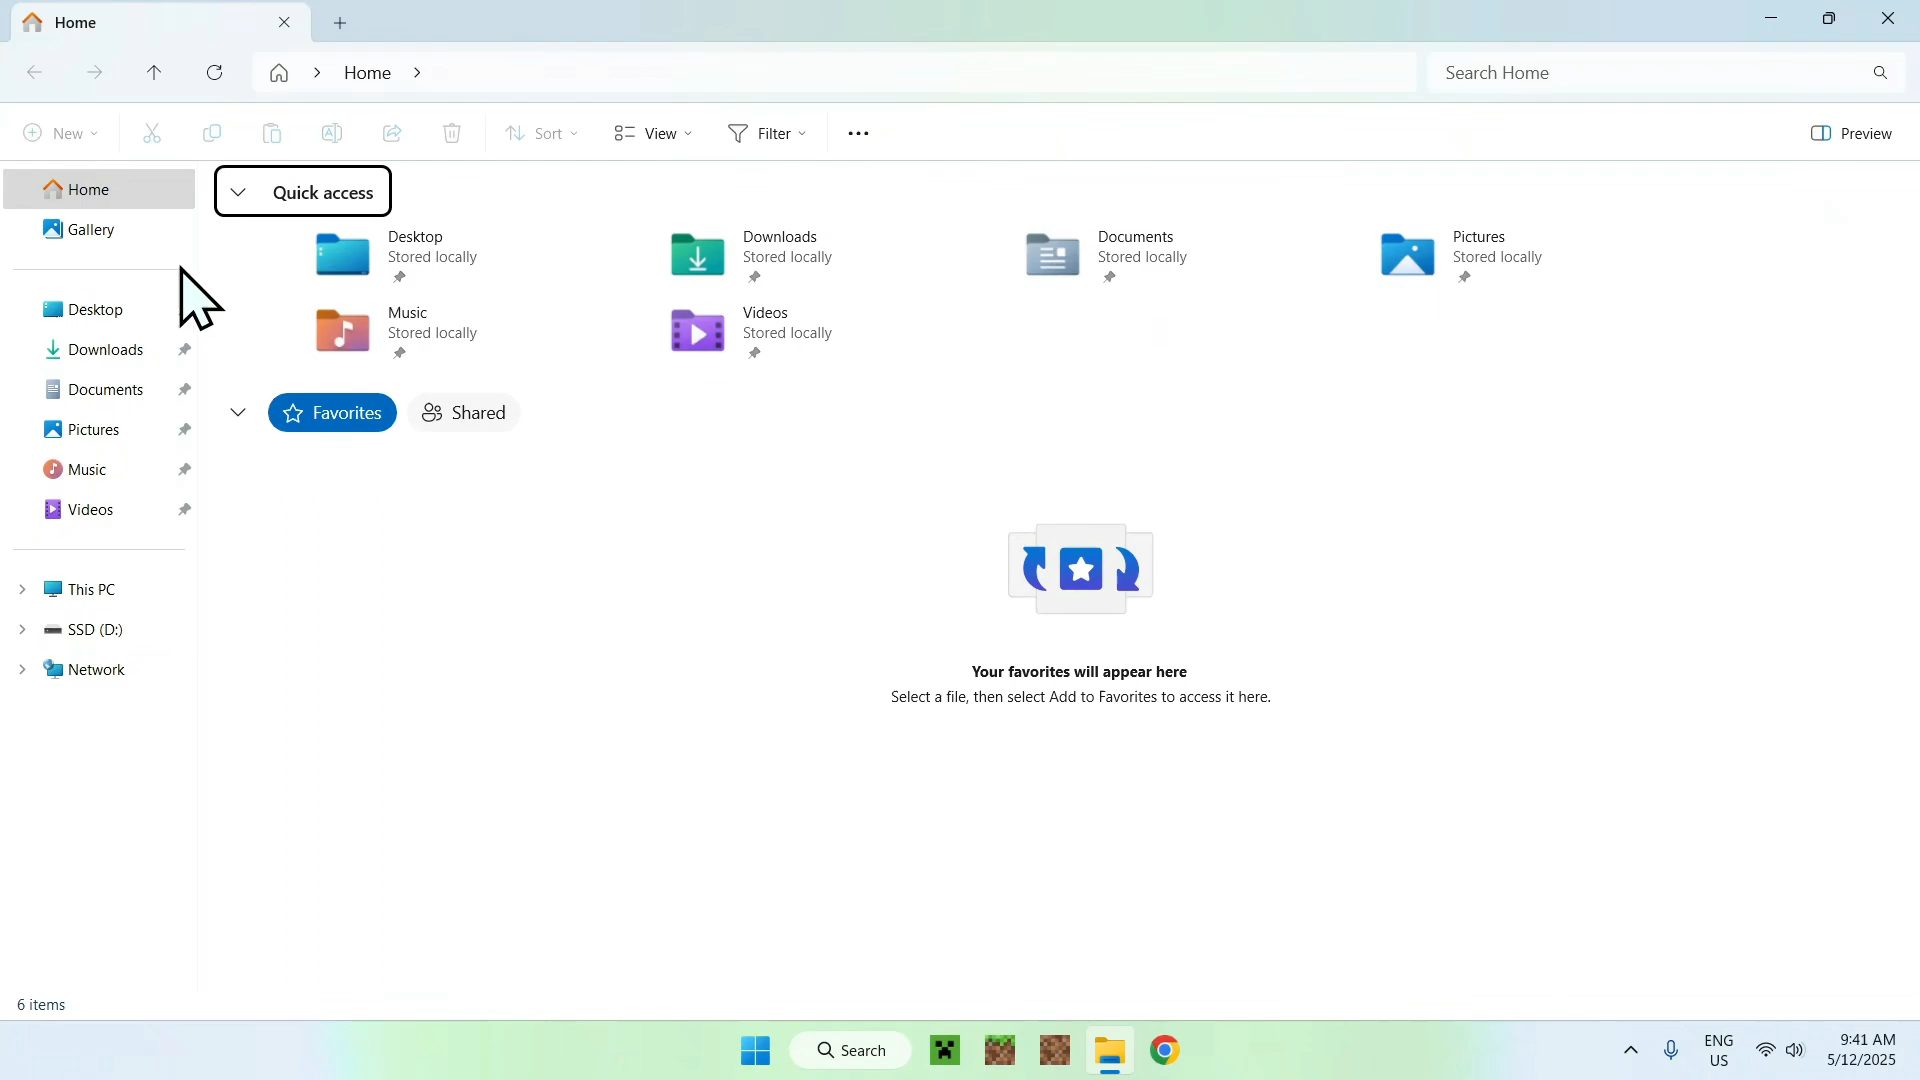 Home
Home
Search Home
New
Sort
View
Filter
Preview
Home
Gallery
Desktop
Downloads
Documents
Pictures
Music
Videos
This PC
SSD (D:)
Network
Quick access
Desktop
Stored locally
Downloads
Stored locally
Documents
Stored locally
Pictures
Stored locally
Music
Stored locally
Videos
Stored locally
Favorites
Shared
Your favorites will appear here
Select a file, then select Add to Favorites to access it here.
6 items
Search
ENG
US
9:41 AM
5/12/2025